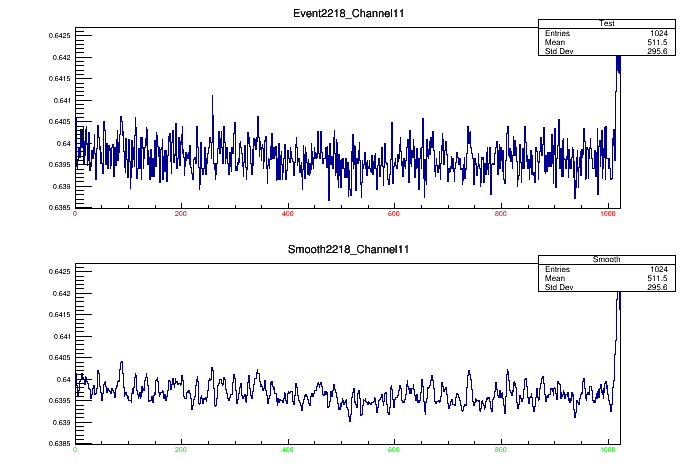 Event2218_Channel11
Test
Entries 1024
Mean 511.5
Std Dev 295.6
0.6425
0.642
0.6415
0.641
0.6405
0.64
0.6395
0.639
0.6385
0 200 400 600 800 1000
Smooth2218_Channel11
Smooth
Entries 1024
Mean 511.5
Std Dev 295.6
0.6425
0.642
0.6415
0.641
0.6405
0.64
0.6395
0.639
0.6385
0 200 400 600 800 1000